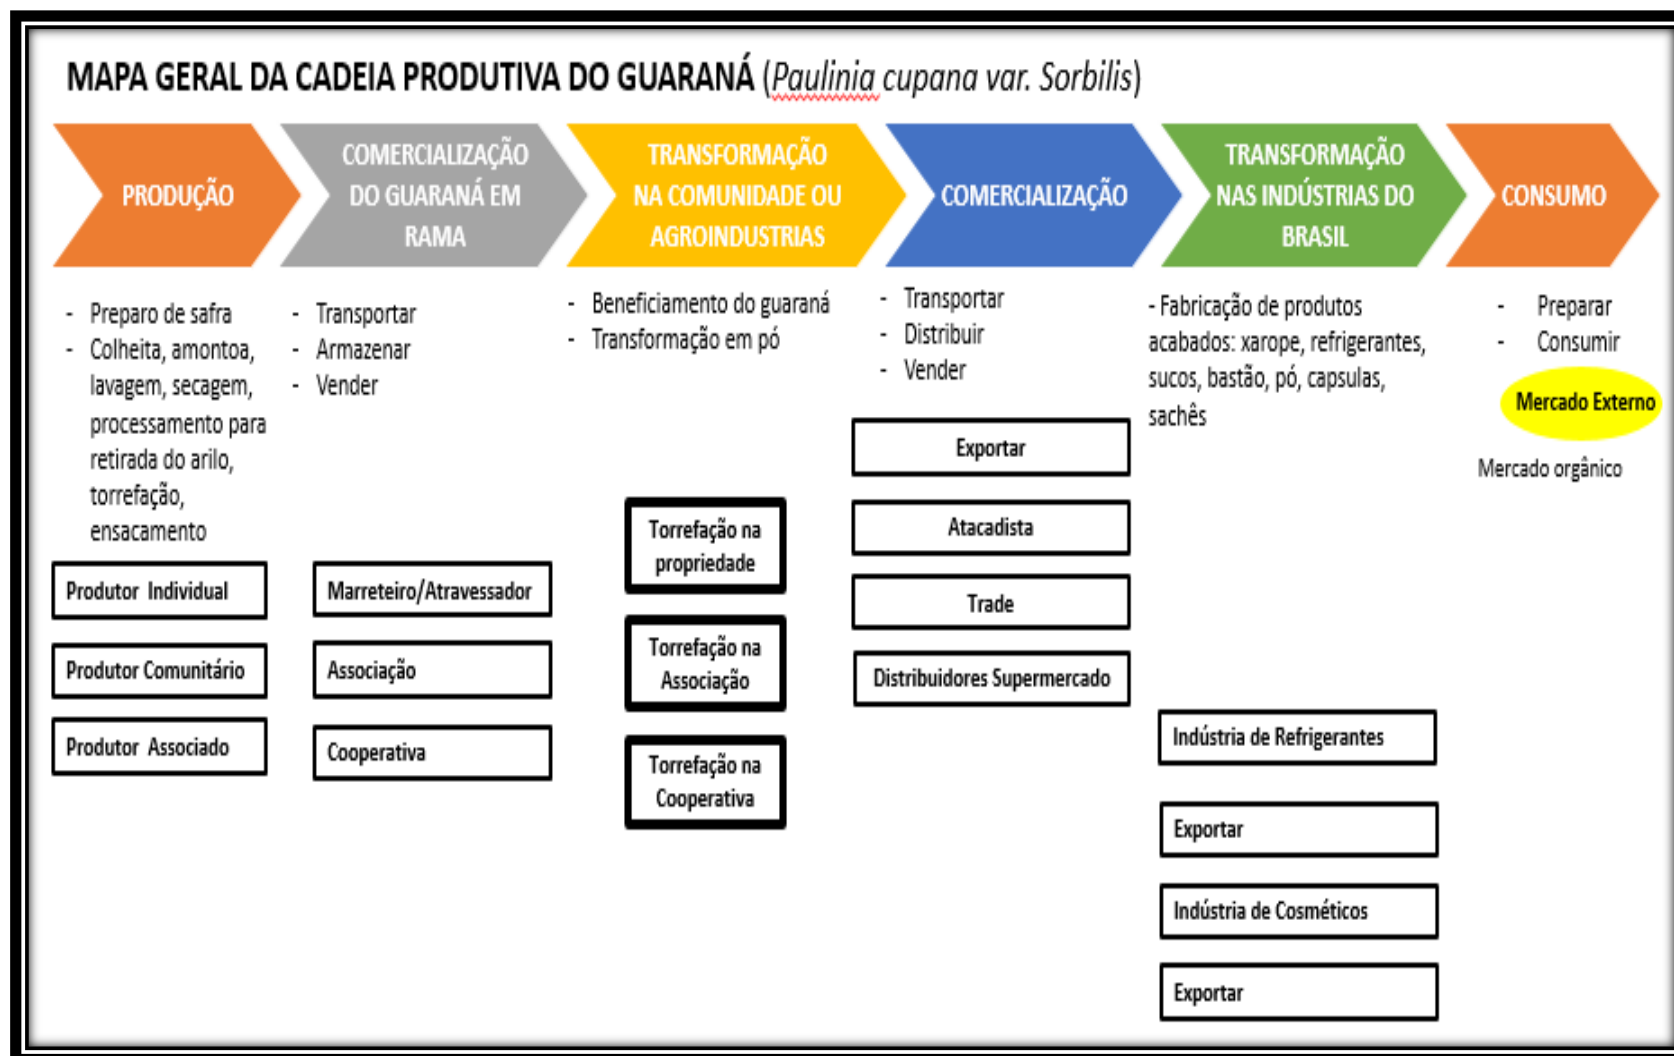 MAPA GERAL DA CADEIA PRODUTIVA DO GUARANÁ (Paulinia cupana var. Sorbilis)
PRODUÇÃO
COMERCIALIZAÇÃO
DO GUARANÁ EM
RAMA
TRANSFORMAÇÃO
NA COMUNIDADE OU
AGROINDUSTRIAS
COMERCIALIZAÇÃO
TRANSFORMAÇÃO
NAS INDÚSTRIAS DO
BRASIL
CONSUMO
- Preparo de safra
- Colheita, amontoa,
lavagem, secagem,
processamento para
retirada do arilo,
torrefação,
ensacamento
Produtor Individual
Produtor Comunitário
Produtor Associado
- Transportar
- Armazenar
- Vender
Marreteiro/Atravessador
Associação
Cooperativa
- Beneficiamento do guaraná
- Transformação em pó
Torrefação na
propriedade
Torrefação na
Associação
Torrefação na
Cooperativa
- Transportar
- Distribuir
- Vender
Exportar
Atacadista
Trade
Distribuidores Supermercado
- Fabricação de produtos
acabados: xarope, refrigerantes,
sucos, bastão, pó, capsulas,
sachês
Indústria de Refrigerantes
Exportar
Indústria de Cosméticos
Exportar
- Preparar
- Consumir
Mercado Externo
Mercado orgânico